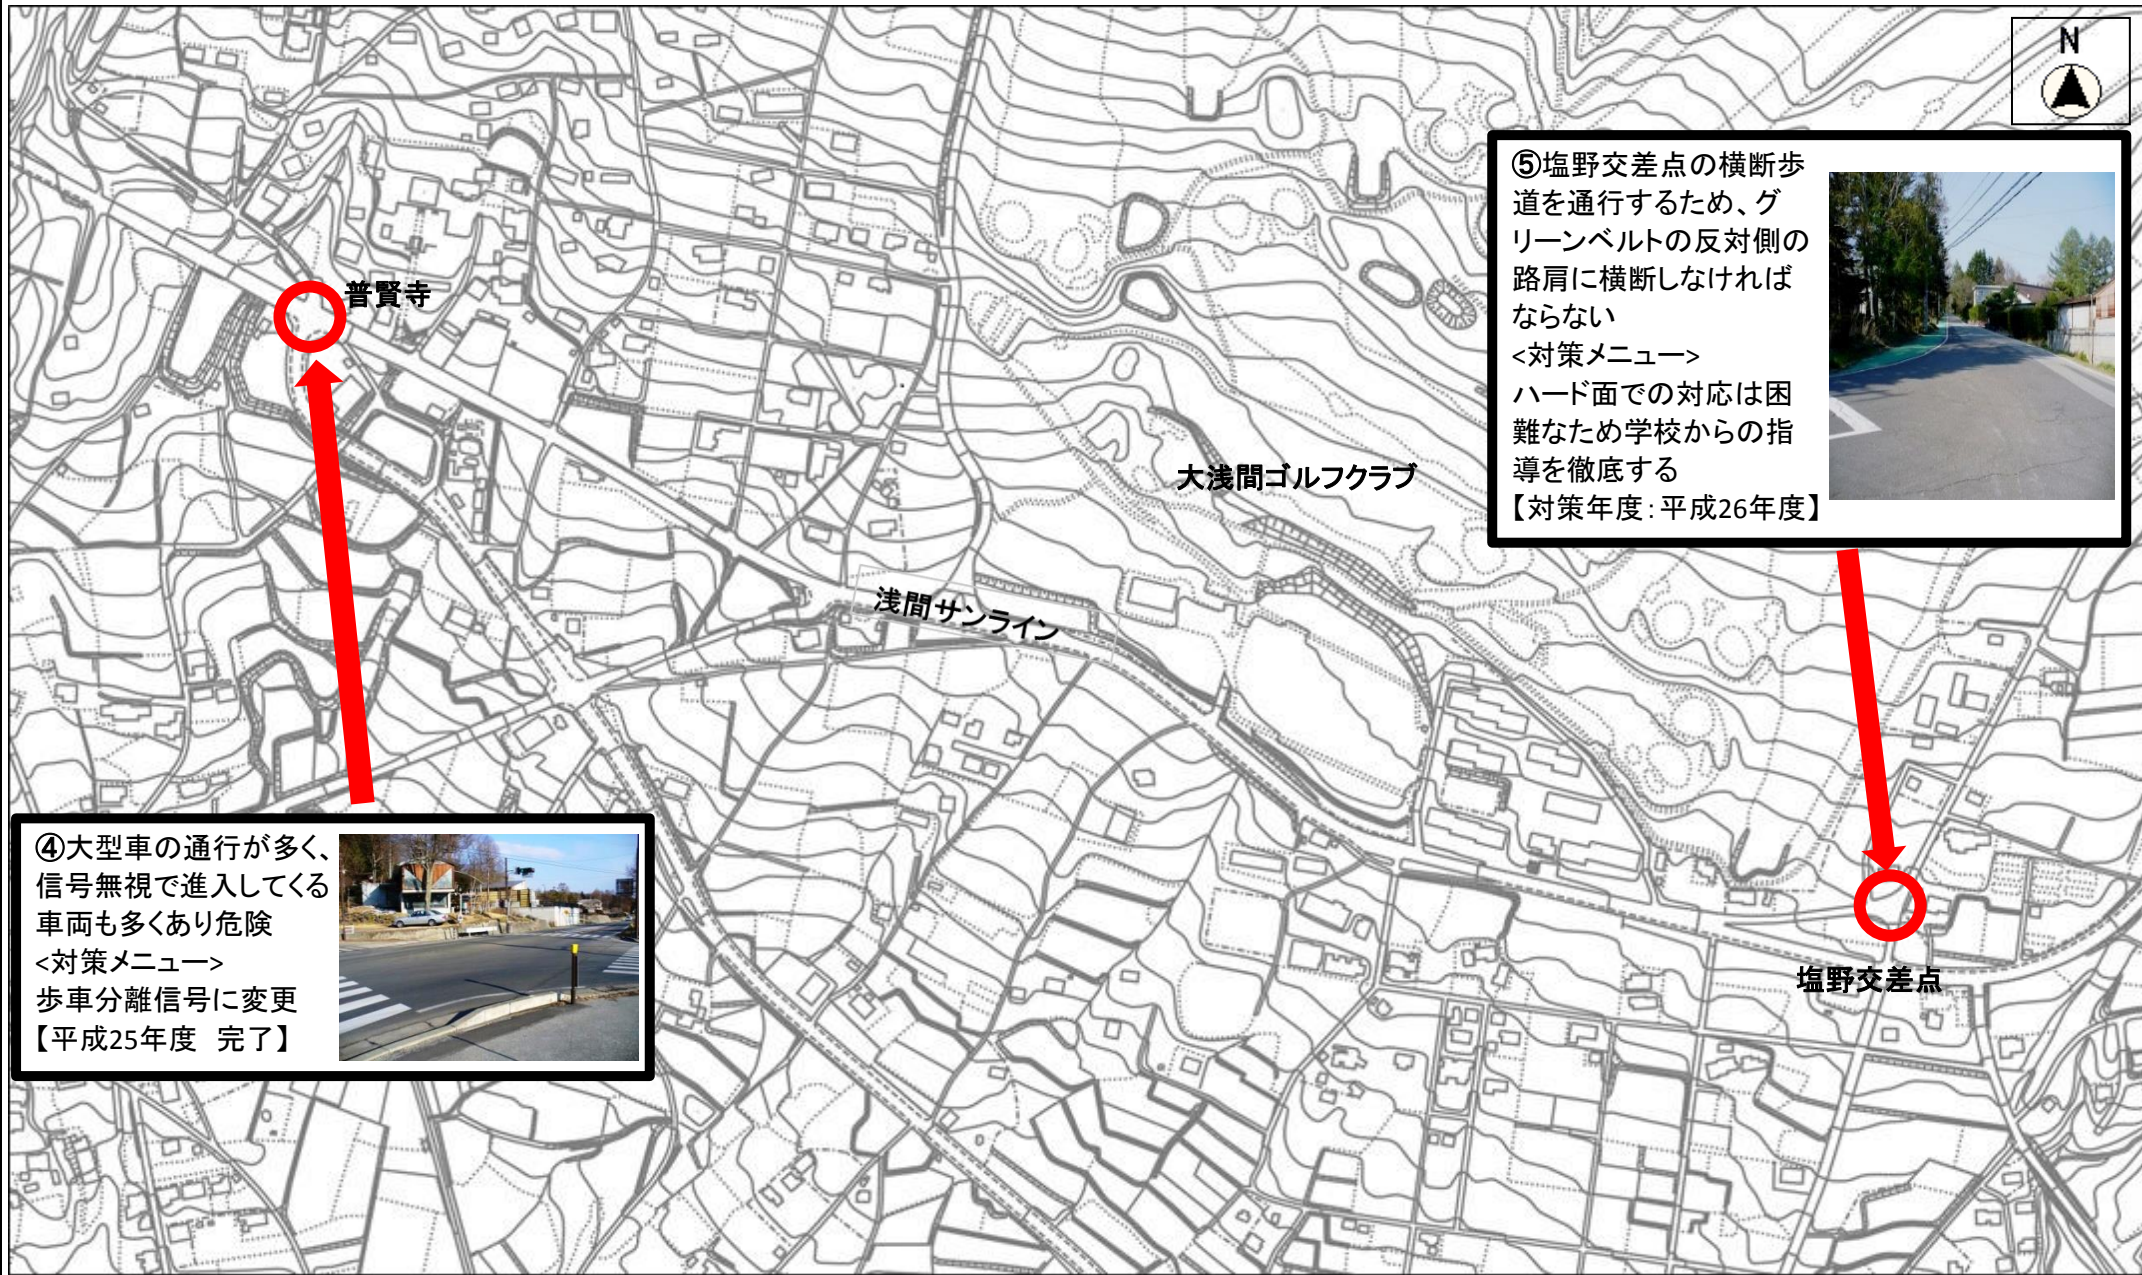 N
⑤塩野交差点の横断歩
道を通行するため、グ
リーンベルトの反対側の
路肩に横断しなければ
ならない
<対策メニュー>
ハード面での対応は困
難なため学校からの指
導を徹底する
【対策年度:平成26年度】
普賢寺
大浅間ゴルフクラブ
浅間サンライン
④大型車の通行が多く、
信号無視で進入してくる
車両も多くあり危険
<対策メニュー>
歩車分離信号に変更
【平成25年度 完了】
塩野交差点